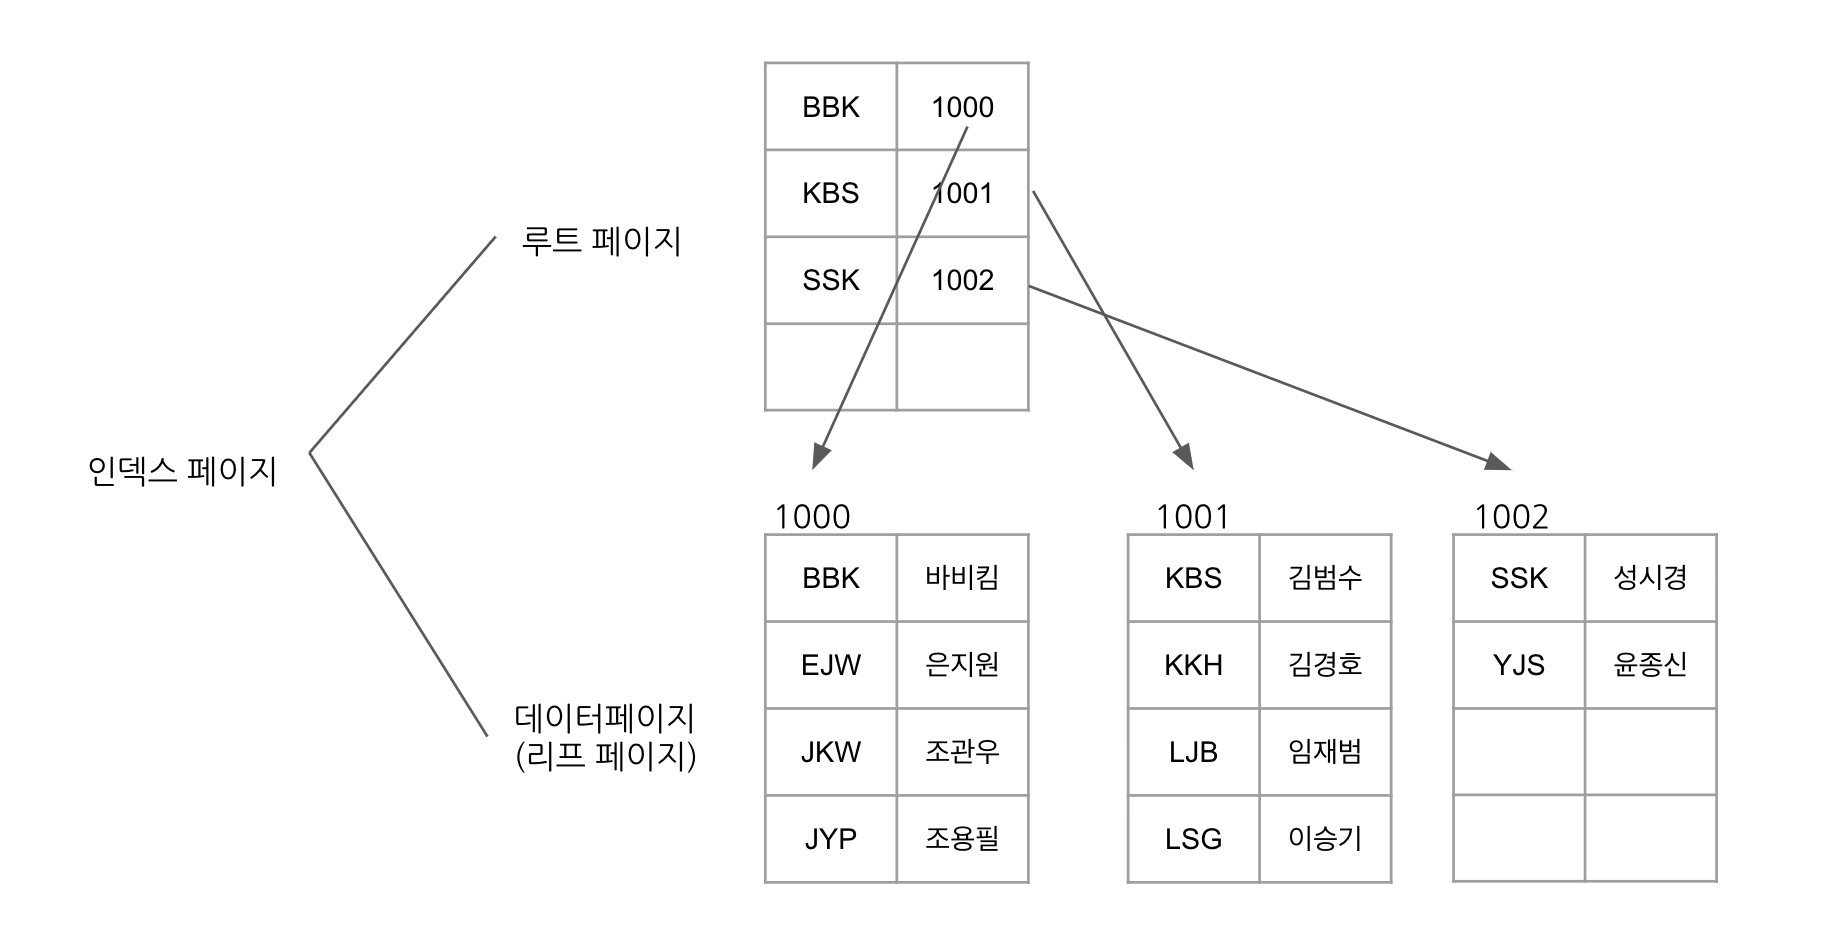 BBK 1000
KBS 1001
SSK 1002
루트 페이지
인덱스 페이지
데이터페이지
(리프 페이지)
1000
BBK 바비킴
EJW 은지원
JKW 조관우
JYP 조용필
1001
KBS 김범수
KKH 김경호
LJB 임재범
LSG 이승기
1002
SSK 성시경
YJS 윤종신